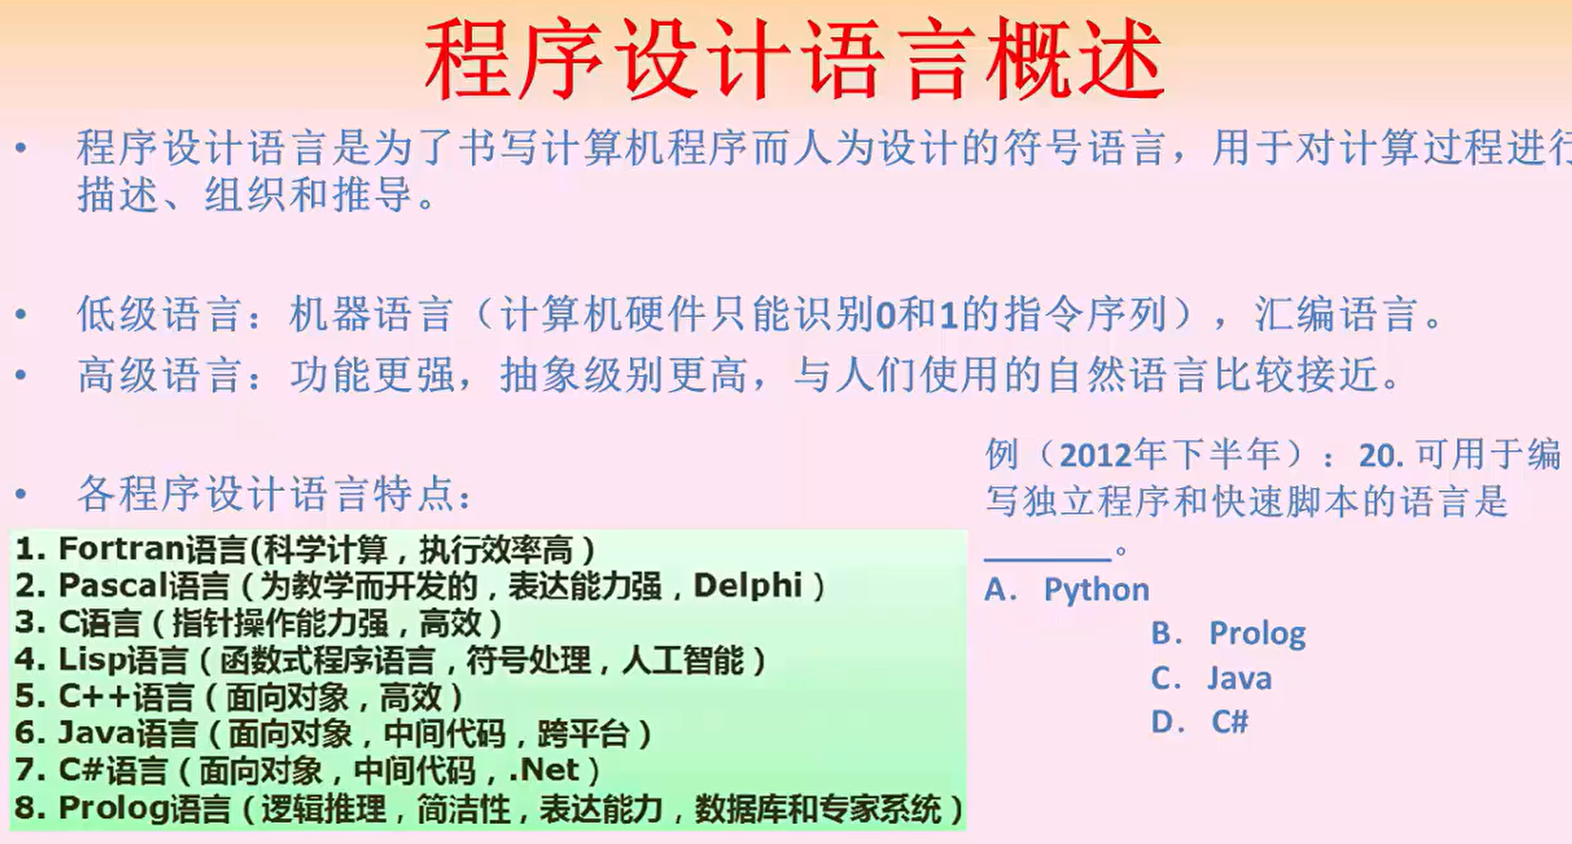 程序设计语言概述
• 程序设计语言是为了书写计算机程序而人为设计的符号语言，用于对计算过程进行
描述、组织和推导。
• 低级语言：机器语言（计算机硬件只能识别0和1的指令序列），汇编语言。
• 高级语言：功能更强，抽象级别更高，与人们使用的自然语言比较接近。
• 各程序设计语言特点：
1. Fortran语言(科学计算，执行效率高）
2. Pascal语言（为教学而开发的，表达能力强，Delphi）
3. C语言（指针操作能力强，高效）
4. Lisp语言（函数式程序语言，符号处理，人工智能）
5. C++语言（面向对象，高效）
6. Java语言（面向对象，中间代码，跨平台）
7. C#语言（面向对象，中间代码，.Net）
8. Prolog语言（逻辑推理，简洁性，表达能力，数据库和专家系统）
例（2012年下半年）：20. 可用于编
写独立程序和快速脚本的语言是
______。
A. Python
B. Prolog
C. Java
D. C#